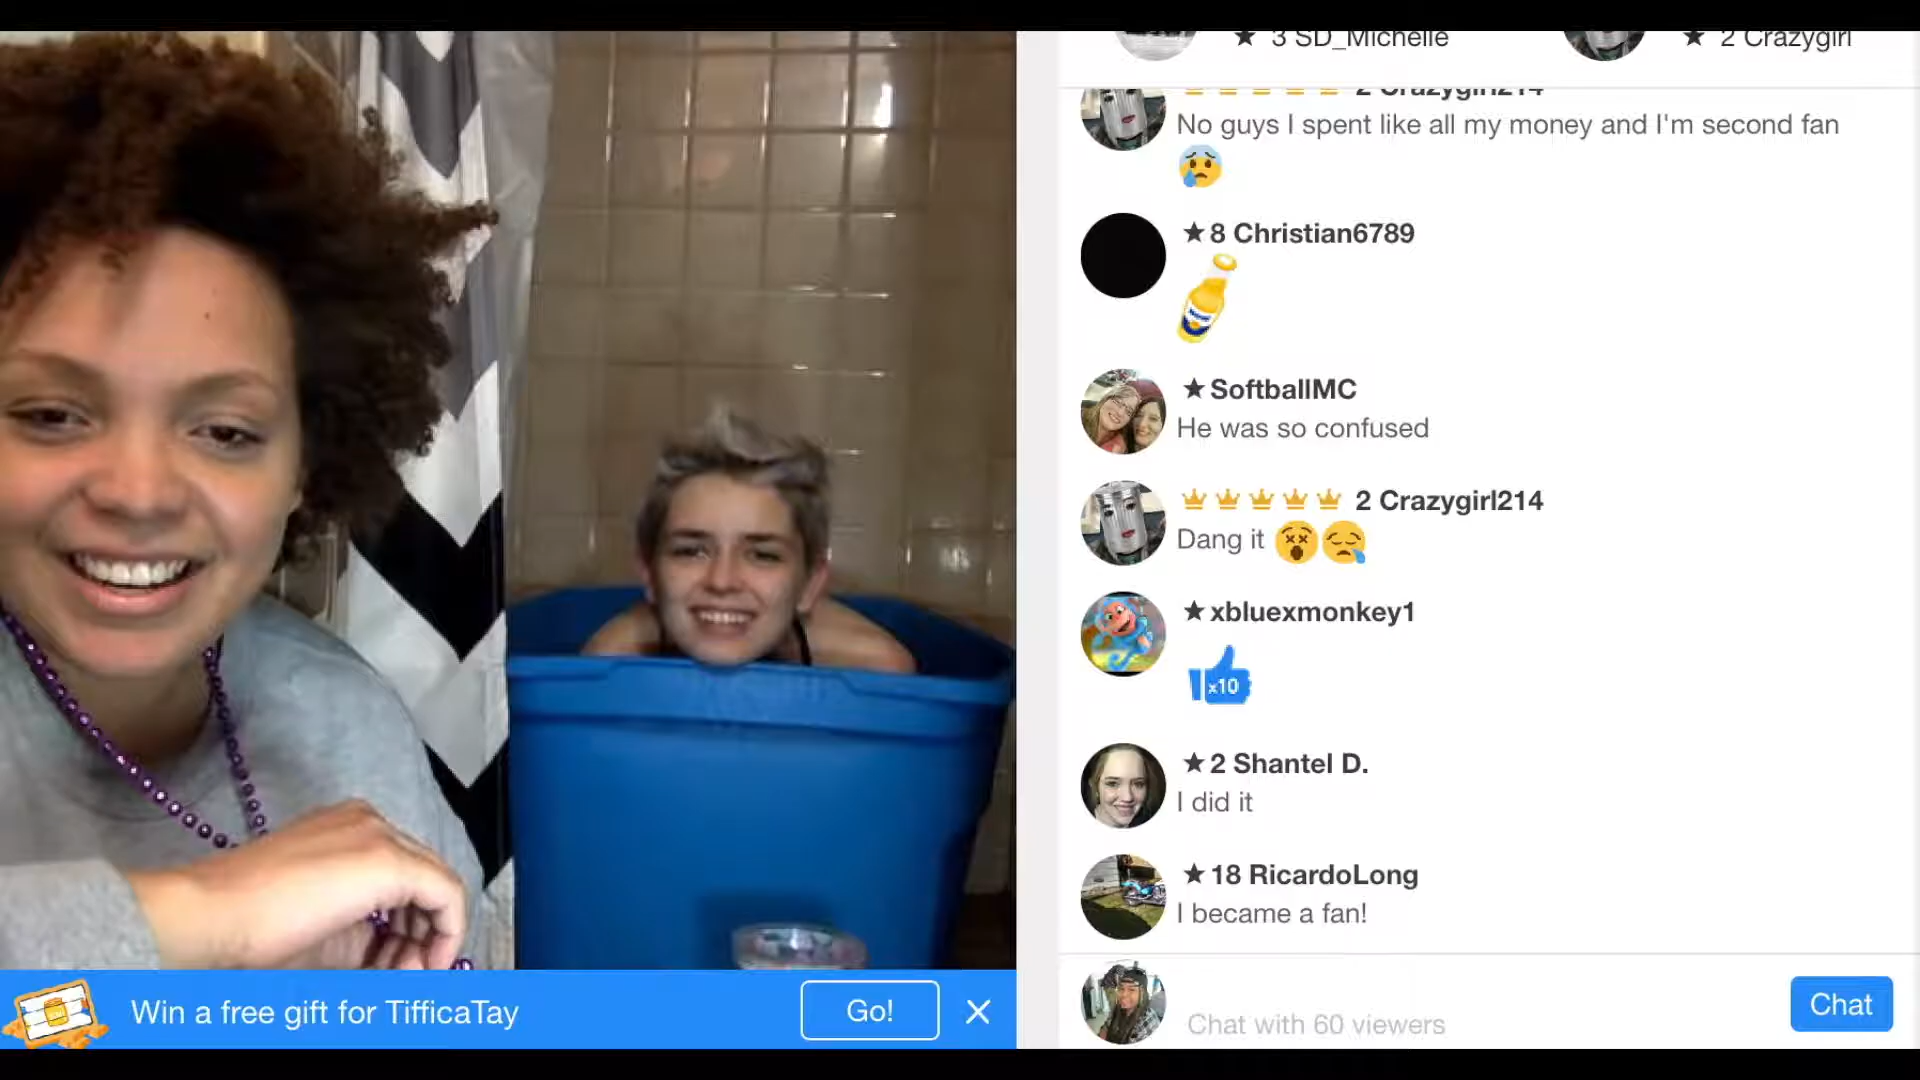 3 SD_Michelle
2 Crazygirl
2 Crazygirl214
No guys I spent like all my money and I'm second fan
8 Christian6789
SoftballMC
He was so confused
2 Crazygirl214
Dang it
xbluexmonkey1
x10
2 Shantel D.
I did it
18 RicardoLong
I became a fan!
Win a free gift for TifficaTay
Go!
Chat with 60 viewers
Chat